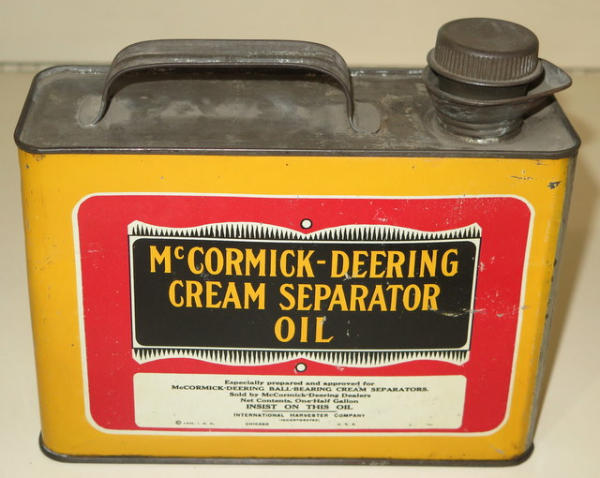 McCORMICK-DEERING
CREAM SEPARATOR
OIL
Especially prepared and approved for
McCORMICK-DEERING BALL-BEARING CREAM SEPARATORS.
Sold by McCormick-Deering Dealers
Net Contents, One-Half Gallon
INSIST ON THIS OIL
INTERNATIONAL HARVESTER COMPANY
(INCORPORATED)
CHICAGO U. S. A.